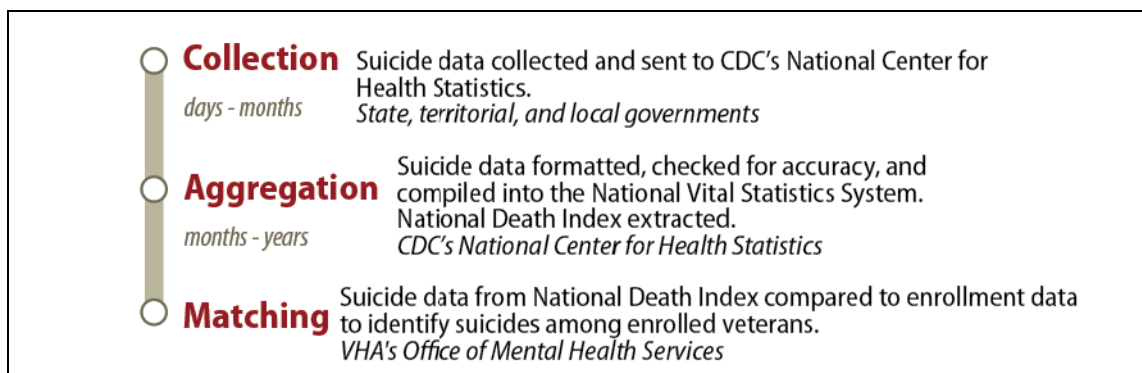 Collection
days - months
Suicide data collected and sent to CDC's National Center for
Health Statistics.
State, territorial, and local governments
Aggregation
months - years
Suicide data formatted, checked for accuracy, and
compiled into the National Vital Statistics System.
National Death Index extracted.
CDC's National Center for Health Statistics
Matching
Suicide data from National Death Index compared to enrollment data
to identify suicides among enrolled veterans.
VHA's Office of Mental Health Services